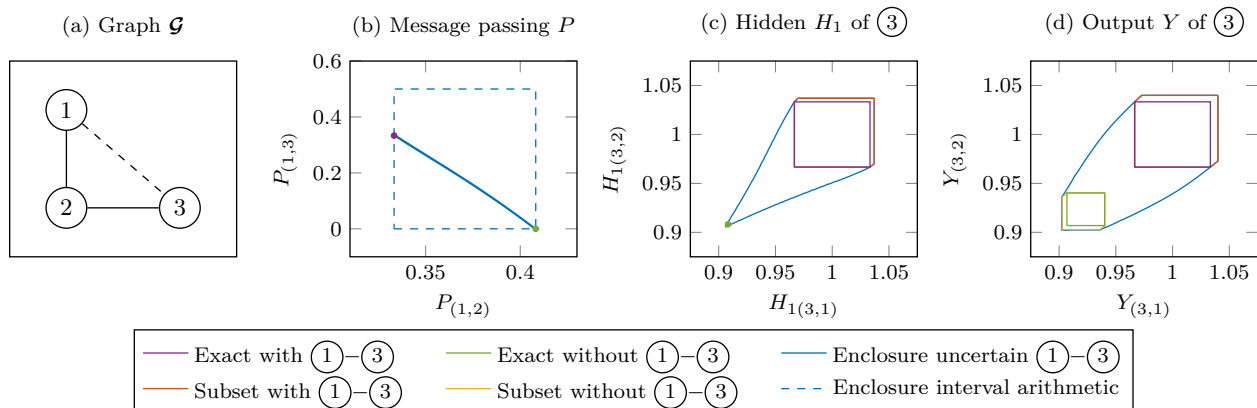 (a) Graph 𝓖
(b) Message passing P
(c) Hidden H₁ of 3
(d) Output Y of 3
1
2
3
P(1,3)
0.6
0.4
0.2
0
0.35
0.4
P(1,2)
H₁(3,2)
1.05
1
0.95
0.9
0.9
0.95
1
1.05
H₁(3,1)
Y(3,2)
1.05
1
0.95
0.9
0.9
0.95
1
1.05
Y(3,1)
Exact with 1–3
Exact without 1–3
Enclosure uncertain 1–3
Subset with 1–3
Subset without 1–3
Enclosure interval arithmetic